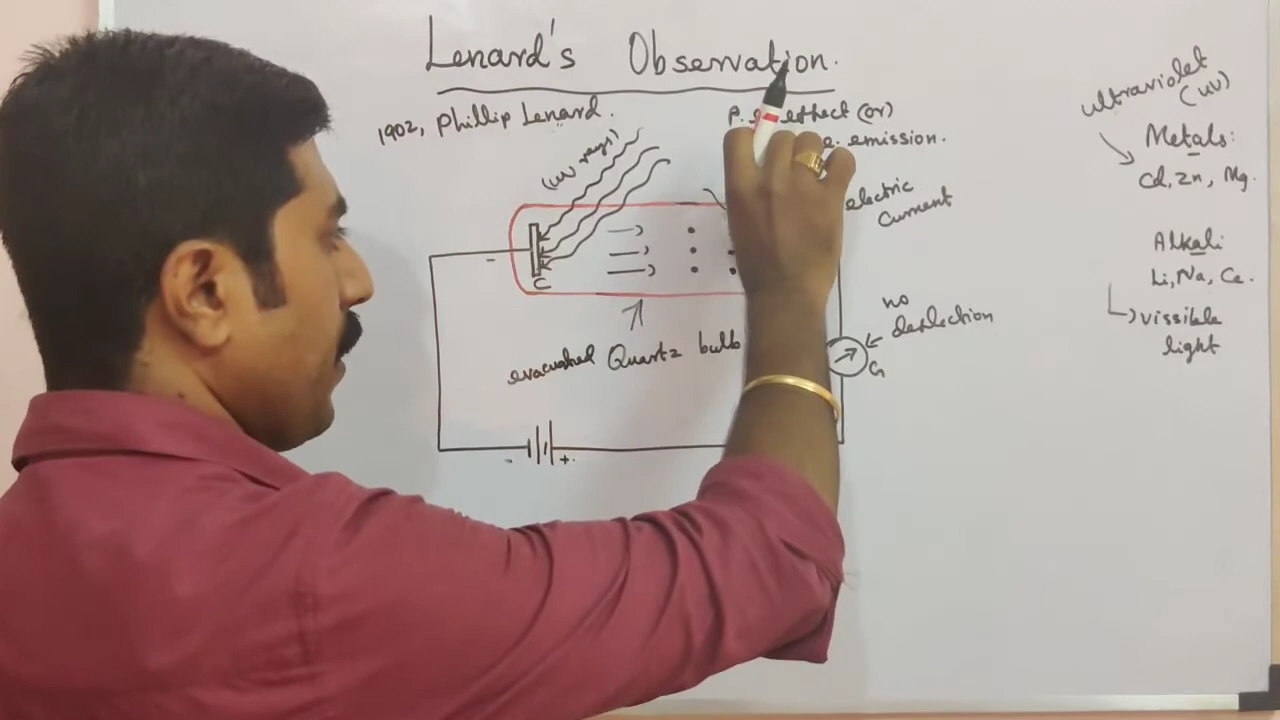 Lenard's Observation.
1902, Phillip Lenard.
P. e. effect (or)
e. emission.
(UV rays)
electric
current
-
C
evacuated Quartz bulb
no
deflection
G
- +.
ultraviolet
(UV)
Metals:
Cd, Zn, Mg.
Alkali
Li, Na, Ce.
vissible
light